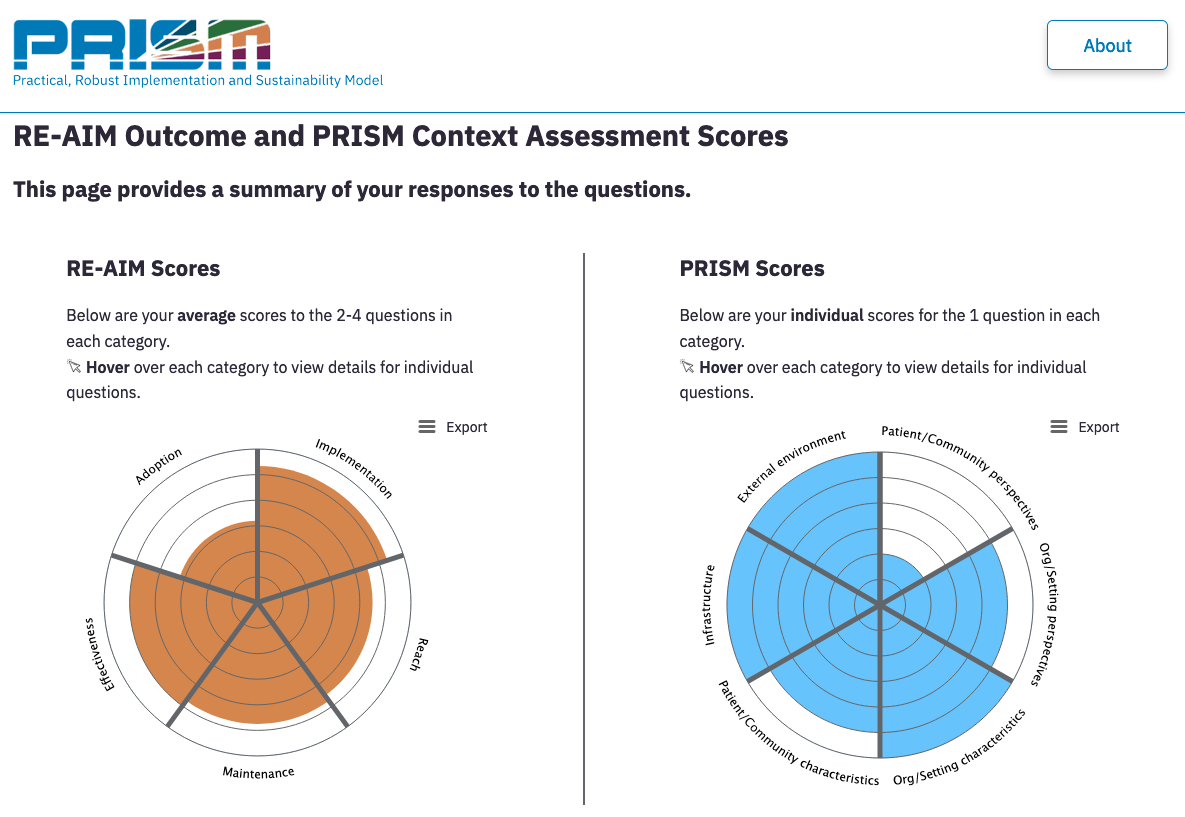 PRISM
Practical, Robust Implementation and Sustainability Model
About
RE-AIM Outcome and PRISM Context Assessment Scores
This page provides a summary of your responses to the questions.
RE-AIM Scores
Below are your average scores to the 2-4 questions in
each category.
Hover over each category to view details for individual
questions.
Export
Implementation
Reach
Maintenance
Effectiveness
Adoption
PRISM Scores
Below are your individual scores for the 1 question in each
category.
Hover over each category to view details for individual
questions.
Export
Patient/Community perspectives
Org/Setting perspectives
Org/Setting characteristics
Patient/Community characteristics
Infrastructure
External environment